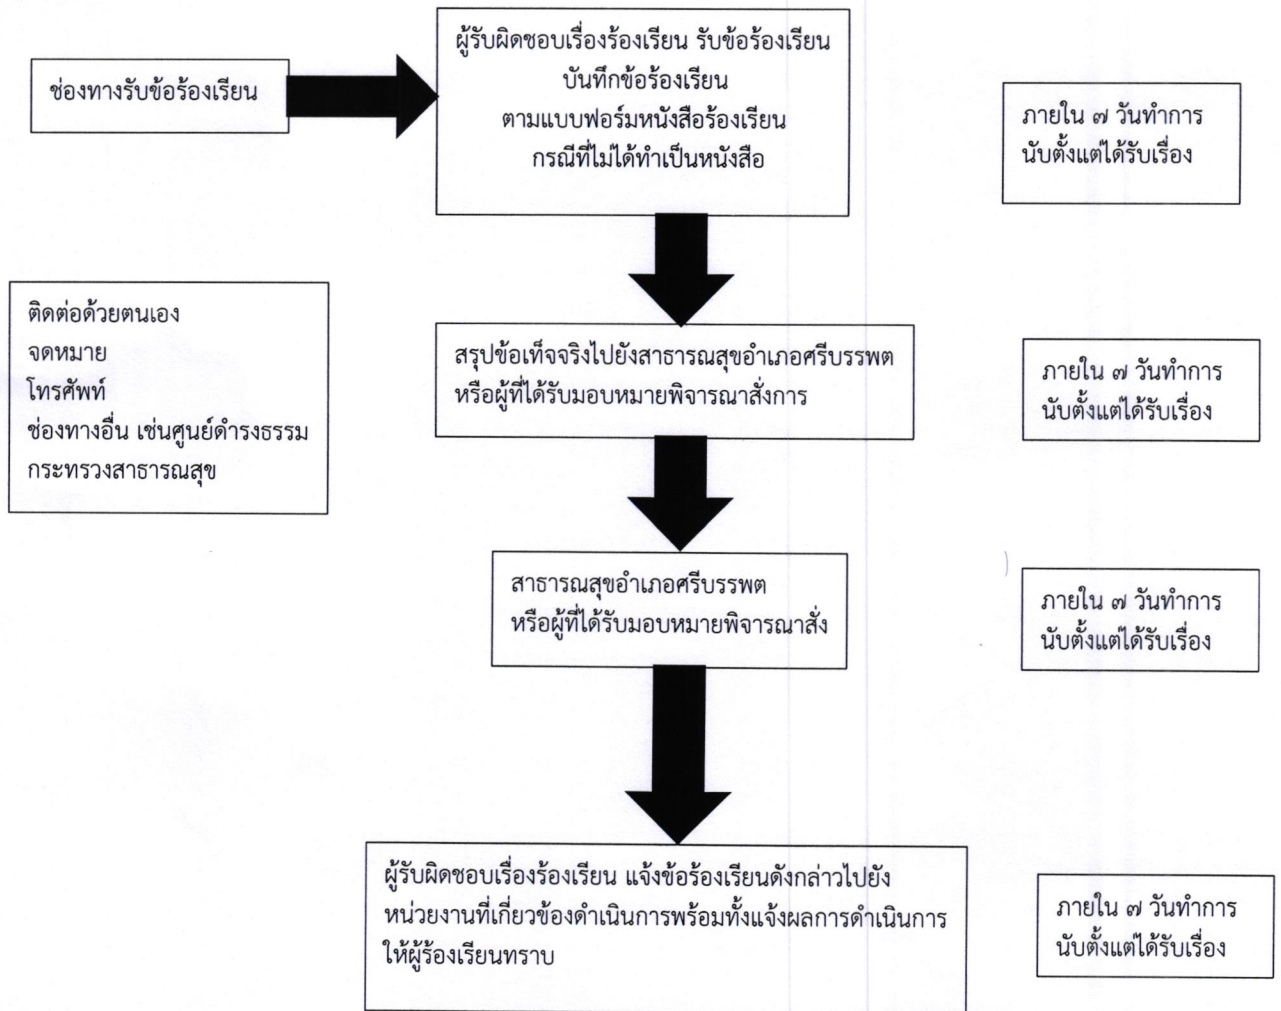 ช่องทางรับข้อร้องเรียน
ผู้รับผิดชอบเรื่องร้องเรียน รับข้อร้องเรียน
บันทึกข้อร้องเรียน
ตามแบบฟอร์มหนังสือร้องเรียน
กรณีที่ไม่ได้ทำเป็นหนังสือ
ภายใน ๗ วันทำการ
นับตั้งแต่ได้รับเรื่อง
ติดต่อด้วยตนเอง
จดหมาย
โทรศัพท์
ช่องทางอื่น เช่นศูนย์ดำรงธรรม
กระทรวงสาธารณสุข
สรุปข้อเท็จจริงไปยังสาธารณสุขอำเภอศรีบรรพต
หรือผู้ที่ได้รับมอบหมายพิจารณาสั่งการ
ภายใน ๗ วันทำการ
นับตั้งแต่ได้รับเรื่อง
สาธารณสุขอำเภอศรีบรรพต
หรือผู้ที่ได้รับมอบหมายพิจารณาสั่ง
ภายใน ๗ วันทำการ
นับตั้งแต่ได้รับเรื่อง
ผู้รับผิดชอบเรื่องร้องเรียน แจ้งข้อร้องเรียนดังกล่าวไปยัง
หน่วยงานที่เกี่ยวข้องดำเนินการพร้อมทั้งแจ้งผลการดำเนินการ
ให้ผู้ร้องเรียนทราบ
ภายใน ๗ วันทำการ
นับตั้งแต่ได้รับเรื่อง